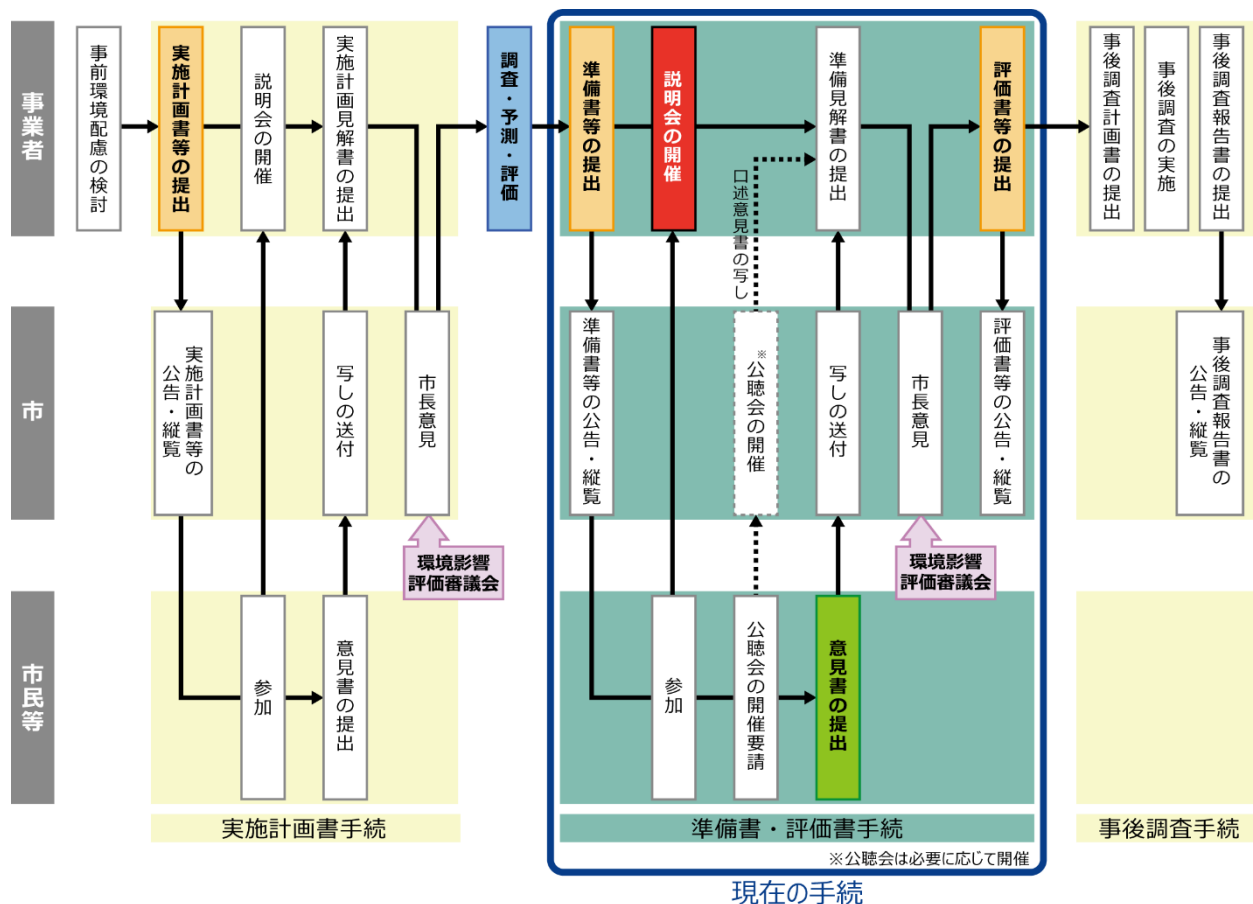 事業者
事前環境配慮の検討
実施計画書等の提出
説明会の開催
実施計画見解書の提出
調査・予測・評価
準備書等の提出
説明会の開催
口述意見書の写し
準備見解書の提出
評価書等の提出
事後調査計画書の提出
事後調査の実施
事後調査報告書の提出
市
実施計画書等の
公告・縦覧
写しの送付
市長意見
環境影響
評価審議会
準備書等の公告・縦覧
※公聴会の開催
写しの送付
市長意見
環境影響
評価審議会
評価書等の公告・縦覧
事後調査報告書の
公告・縦覧
市民等
参加
意見書の提出
参加
公聴会の開催要請
意見書の提出
実施計画書手続
準備書・評価書手続
事後調査手続
※公聴会は必要に応じて開催
現在の手続